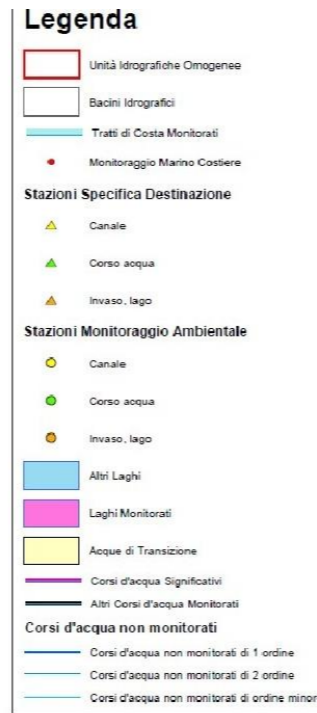 Legenda
Unità Idrografiche Omogenee
Bacini Idrografici
Tratti di Costa Monitorati
Monitoraggio Marino Costiere
Stazioni Specifica Destinazione
Canale
Corso acqua
Invaso, lago
Stazioni Monitoraggio Ambientale
Canale
Corso acqua
Invaso, lago
Altri Laghi
Laghi Monitorati
Acque di Transizione
Corsi d'acqua Significativi
Altri Corsi d'acqua Monitorati
Corsi d'acqua non monitorati
Corsi d'acqua non monitorati di 1 ordine
Corsi d'acqua non monitorati di 2 ordine
Corsi d'acqua non monitorati di ordine minor